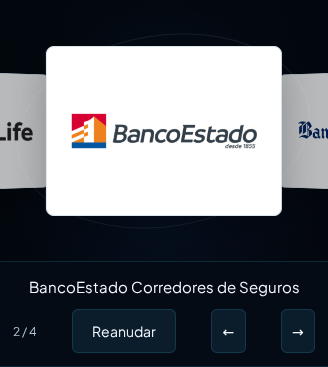 Life
BancoEstado
desde 1855
Ban
BancoEstado Corredores de Seguros
2 / 4
Reanudar
←
→